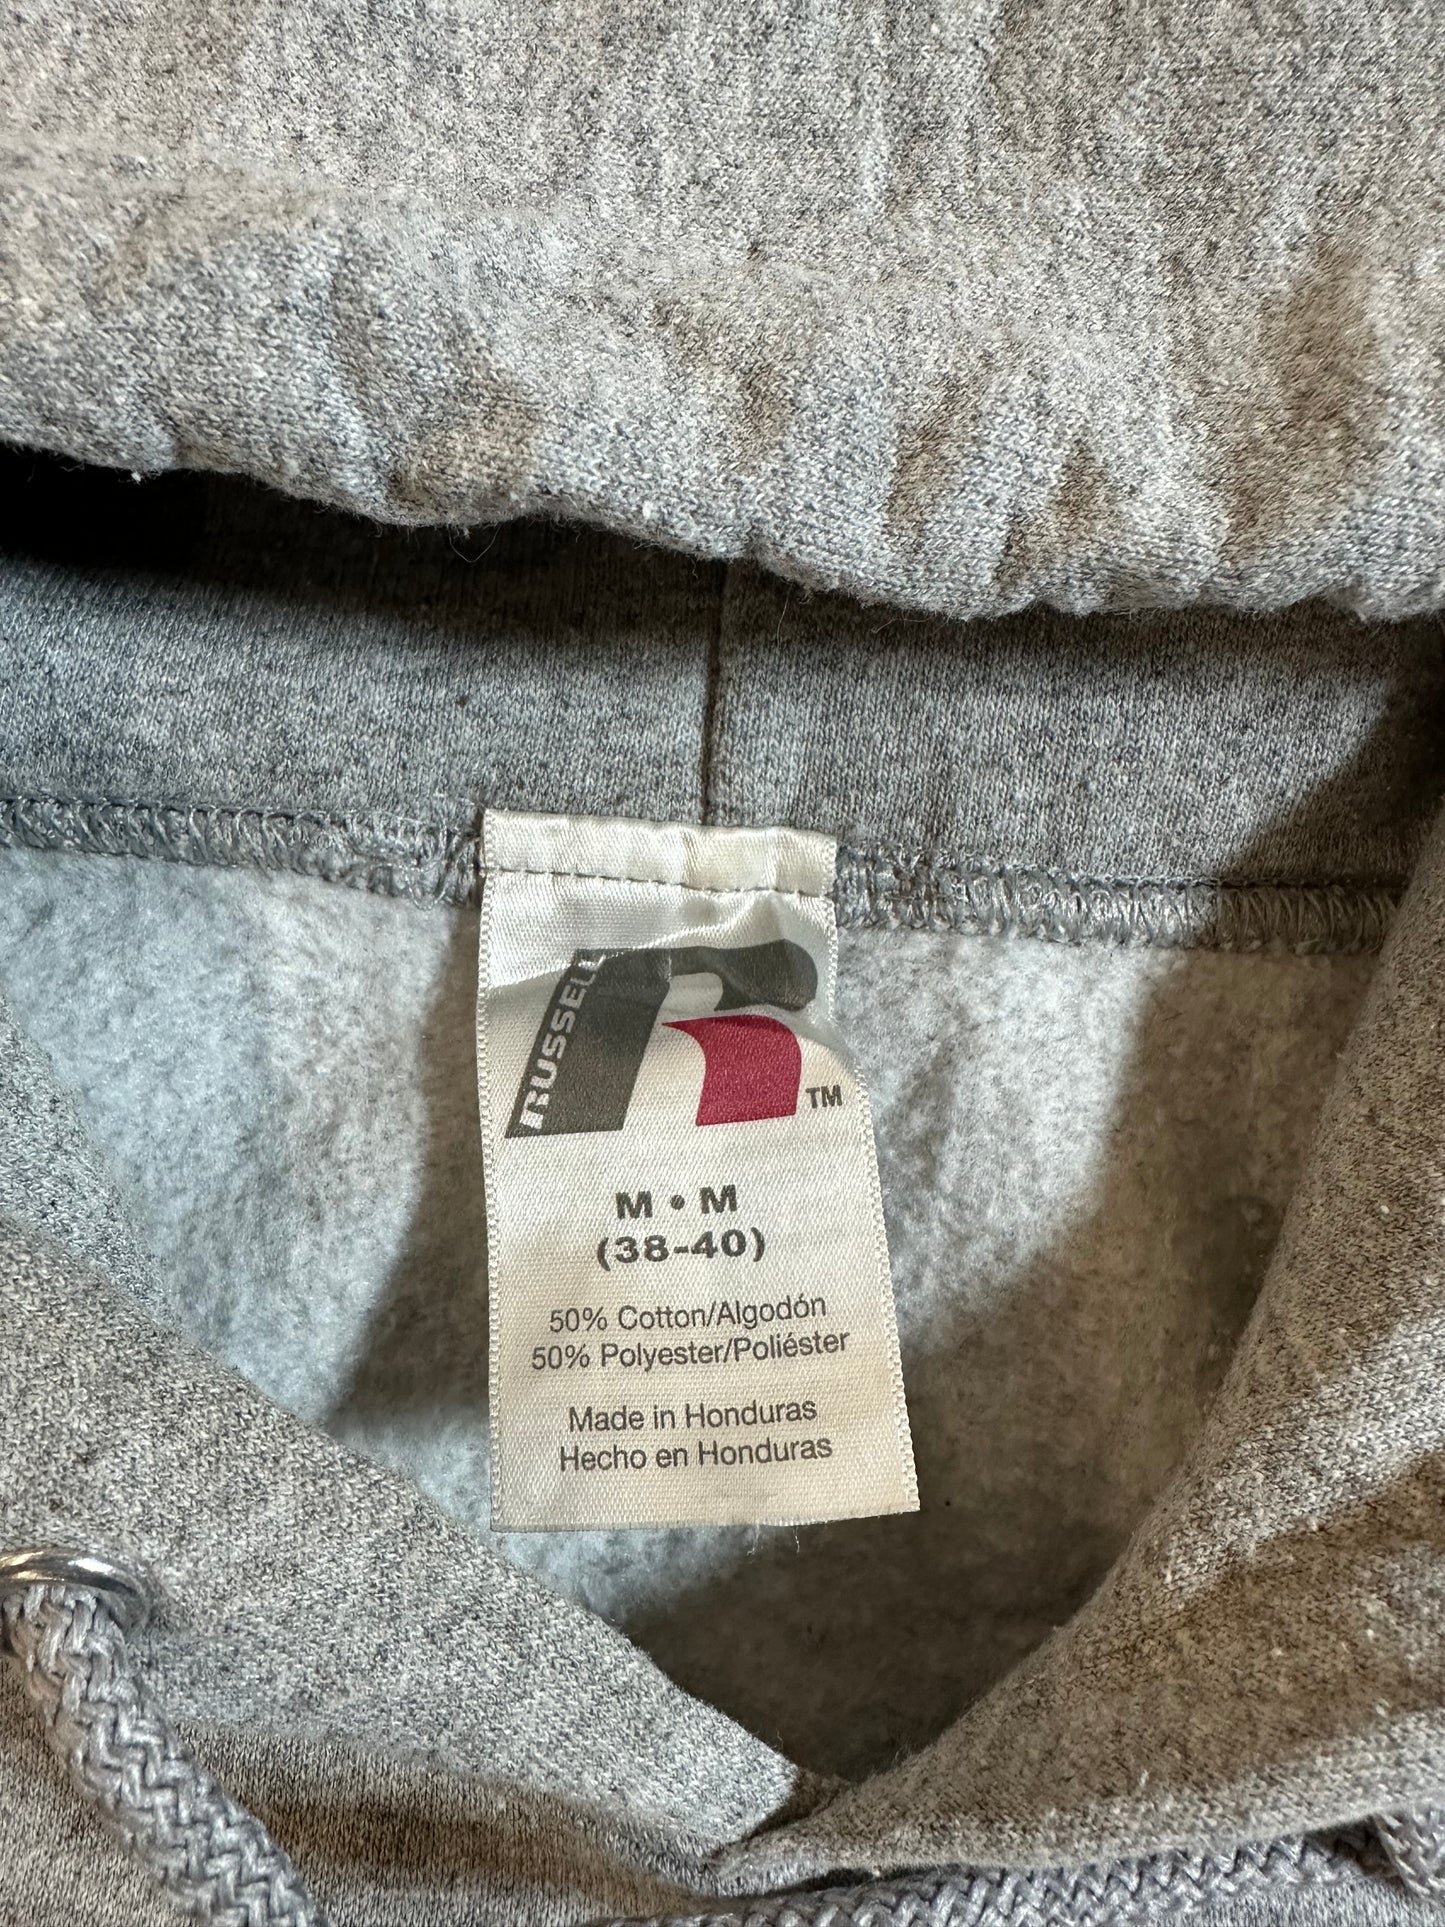 RUSSELL
TM
M • M
(38-40)
50% Cotton/Algodón
50% Polyester/Poliéster
Made in Honduras
Hecho en Honduras